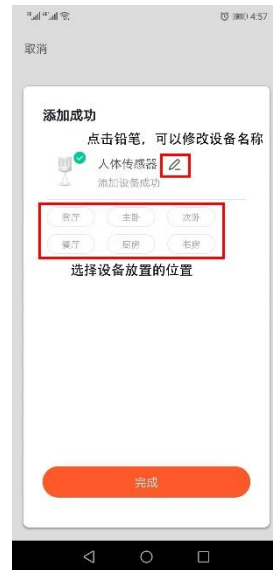 4:57
取消
添加成功
点击铅笔，可以修改设备名称
人体传感器
添加设备成功
客厅 主卧 次卧
餐厅 厨房 书房
选择设备放置的位置
完成